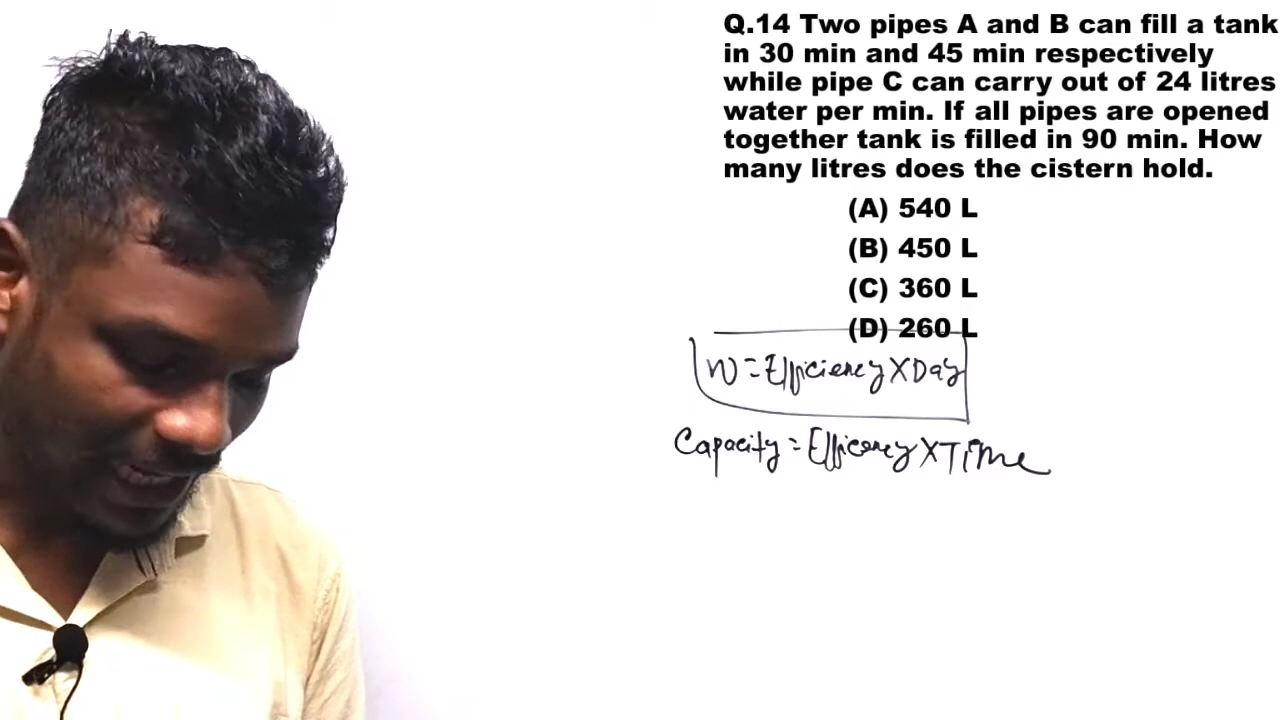 Q.14 Two pipes A and B can fill a tank
in 30 min and 45 min respectively
while pipe C can carry out of 24 litres
water per min. If all pipes are opened
together tank is filled in 90 min. How
many litres does the cistern hold.
(A) 540 L
(B) 450 L
(C) 360 L
(D) 260 L
W = Efficiency X Day
Capacity = Efficency X Time